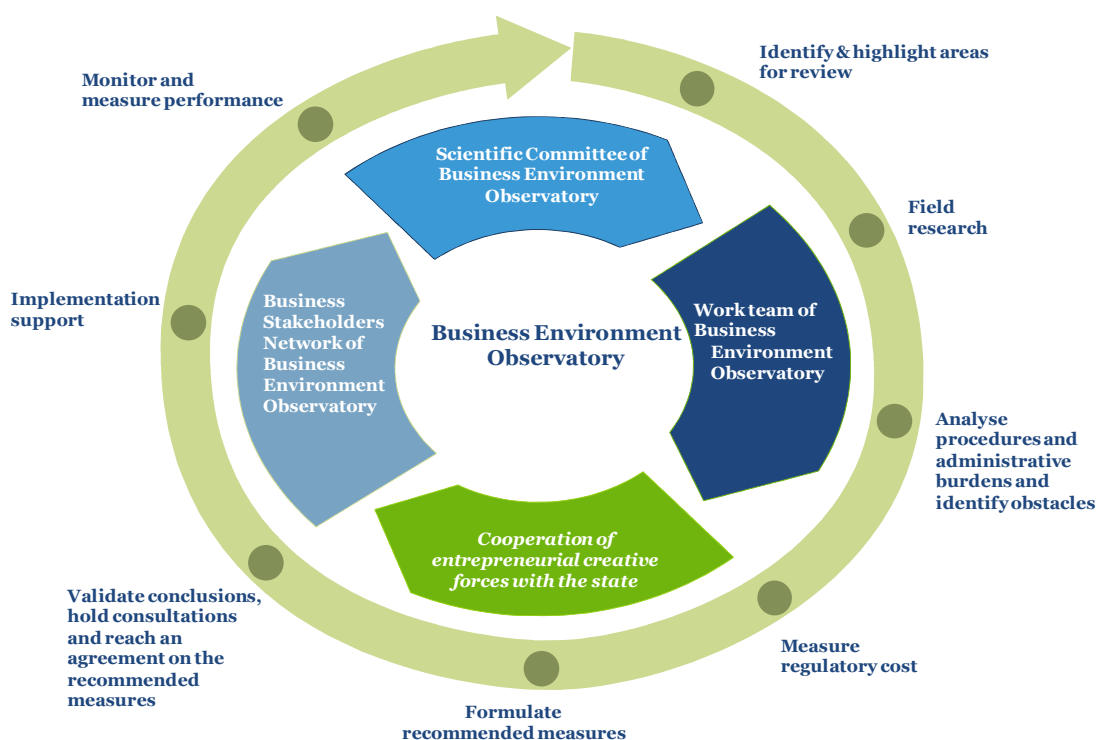 Identify & highlight areas
for review
Field
research
Analyse
procedures and
administrative
burdens and
identify obstacles
Measure
regulatory cost
Formulate
recommended measures
Validate conclusions,
hold consultations
and reach an
agreement on the
recommended
measures
Implementation
support
Monitor and
measure performance
Scientific Committee of
Business Environment
Observatory
Work team of
Business
Environment
Observatory
Cooperation of
entrepreneurial creative
forces with the state
Business
Stakeholders
Network of
Business
Environment
Observatory
Business Environment
Observatory